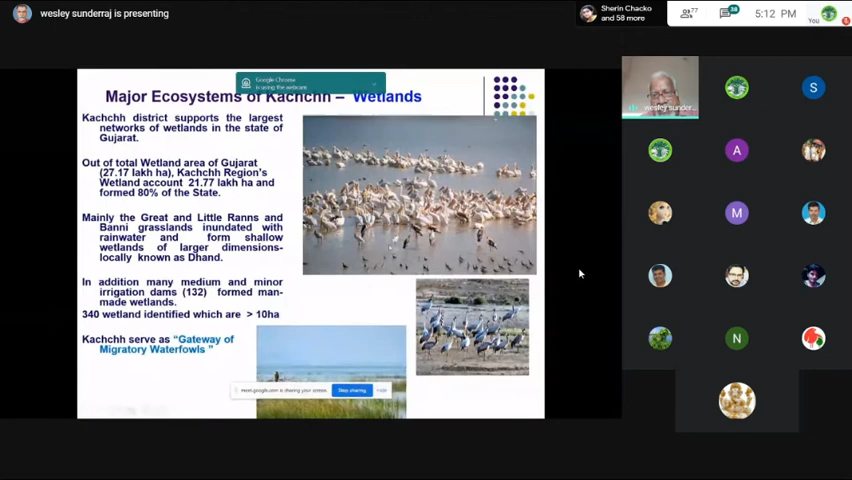 wesley sunderraj is presenting
Sherin Chacko
and 58 more
77
38
5:12 PM
You
Google Chrome
is using the webcam
Major Ecosystems of Kachchh – Wetlands
Kachchh district supports the largest
networks of wetlands in the state of
Gujarat.
Out of total Wetland area of Gujarat
(27.17 lakh ha), Kachchh Region's
Wetland account 21.77 lakh ha and
formed 80% of the State.
Mainly the Great and Little Ranns and
Banni grasslands inundated with
rainwater and form shallow
wetlands of larger dimensions-
locally known as Dhand.
In addition many medium and minor
irrigation dams (132) formed man-
made wetlands.
340 wetland identified which are > 10ha
Kachchh serve as "Gateway of
Migratory Waterfowls "
meet.google.com is sharing your screen. Stop sharing Hide
wesley sunder...
S
A
M
N